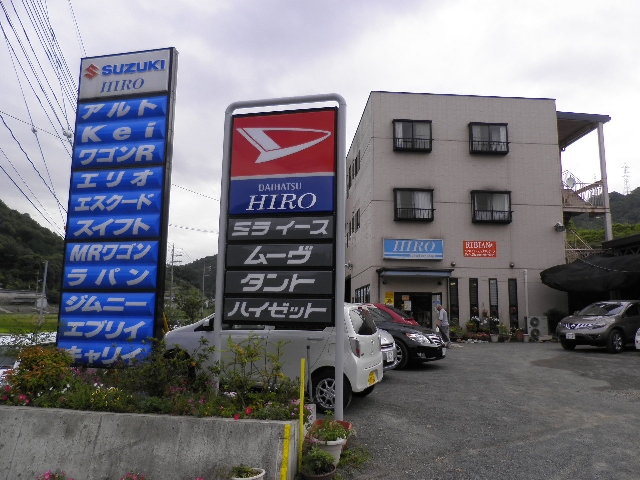 SUZUKI
HIRO
アルト
Kei
ワゴンR
エリオ
エスクード
スイフト
MRワゴン
ラパン
ジムニー
エブリイ
キャリイ
DAIHATSU
HIRO
ミラ イース
ムーヴ
タント
ハイゼット
HIRO
RIBIAN